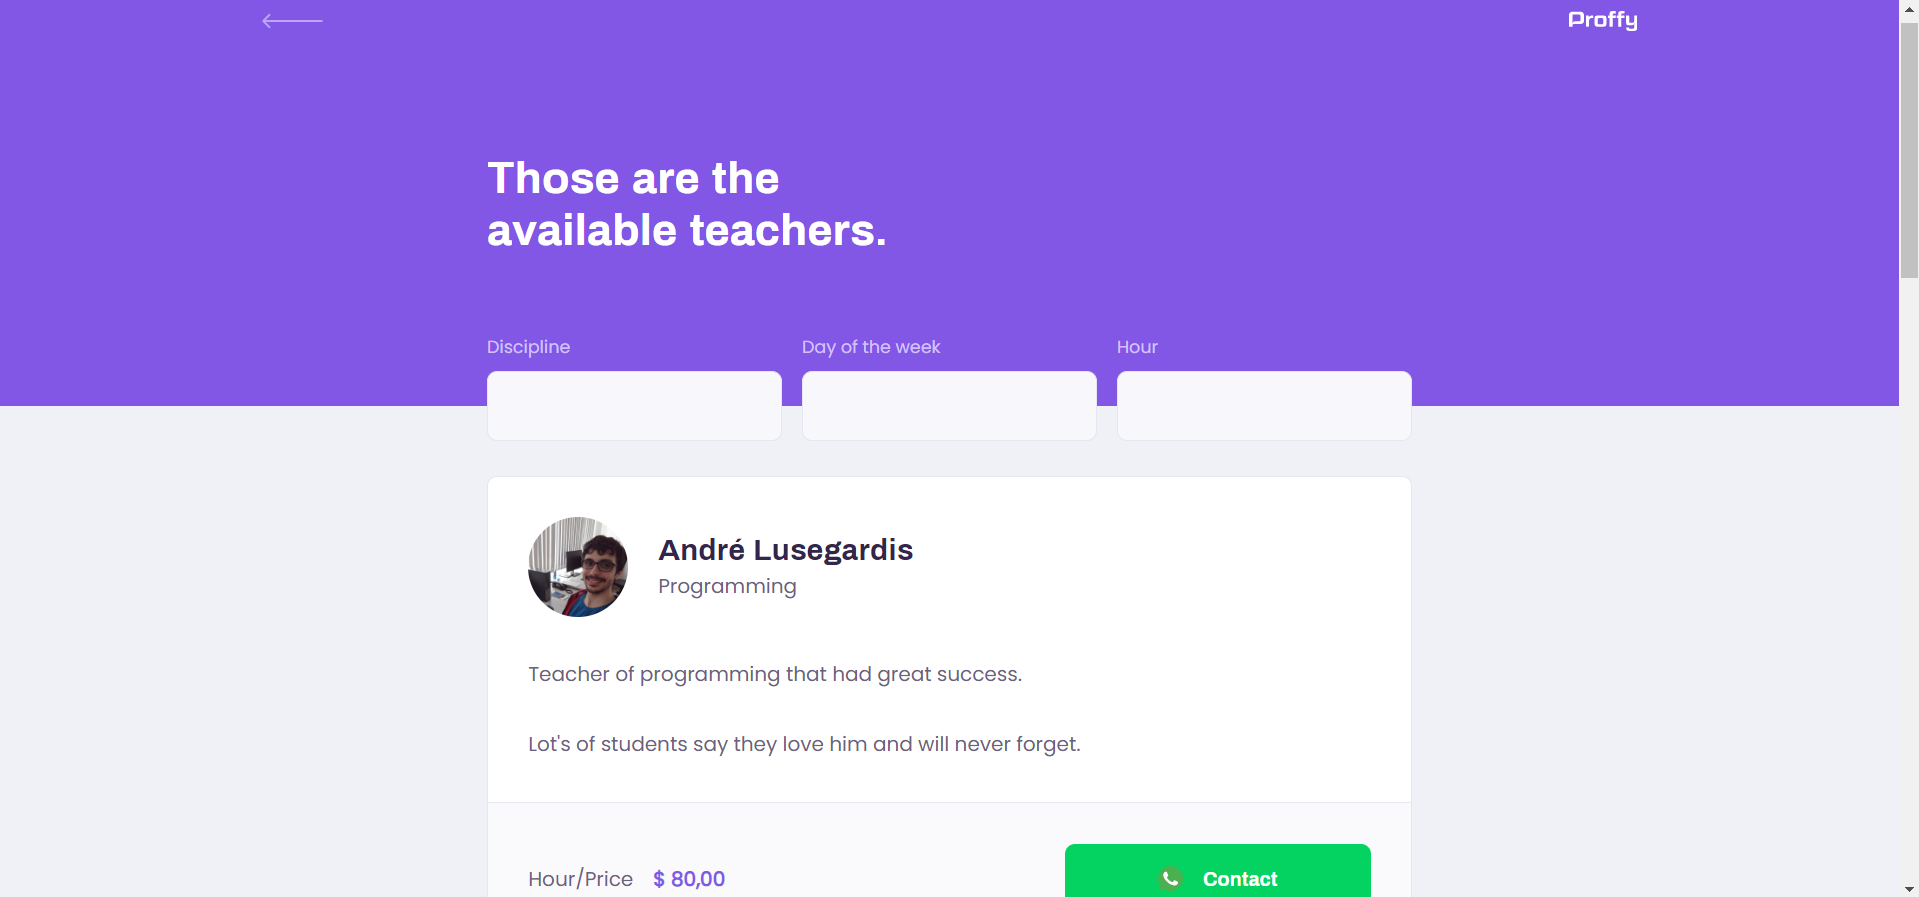 Proffy
Those are the
available teachers.
Discipline
Day of the week
Hour
André Lusegardis
Programming
Teacher of programming that had great success.
Lot's of students say they love him and will never forget.
Hour/Price $ 80,00
Contact